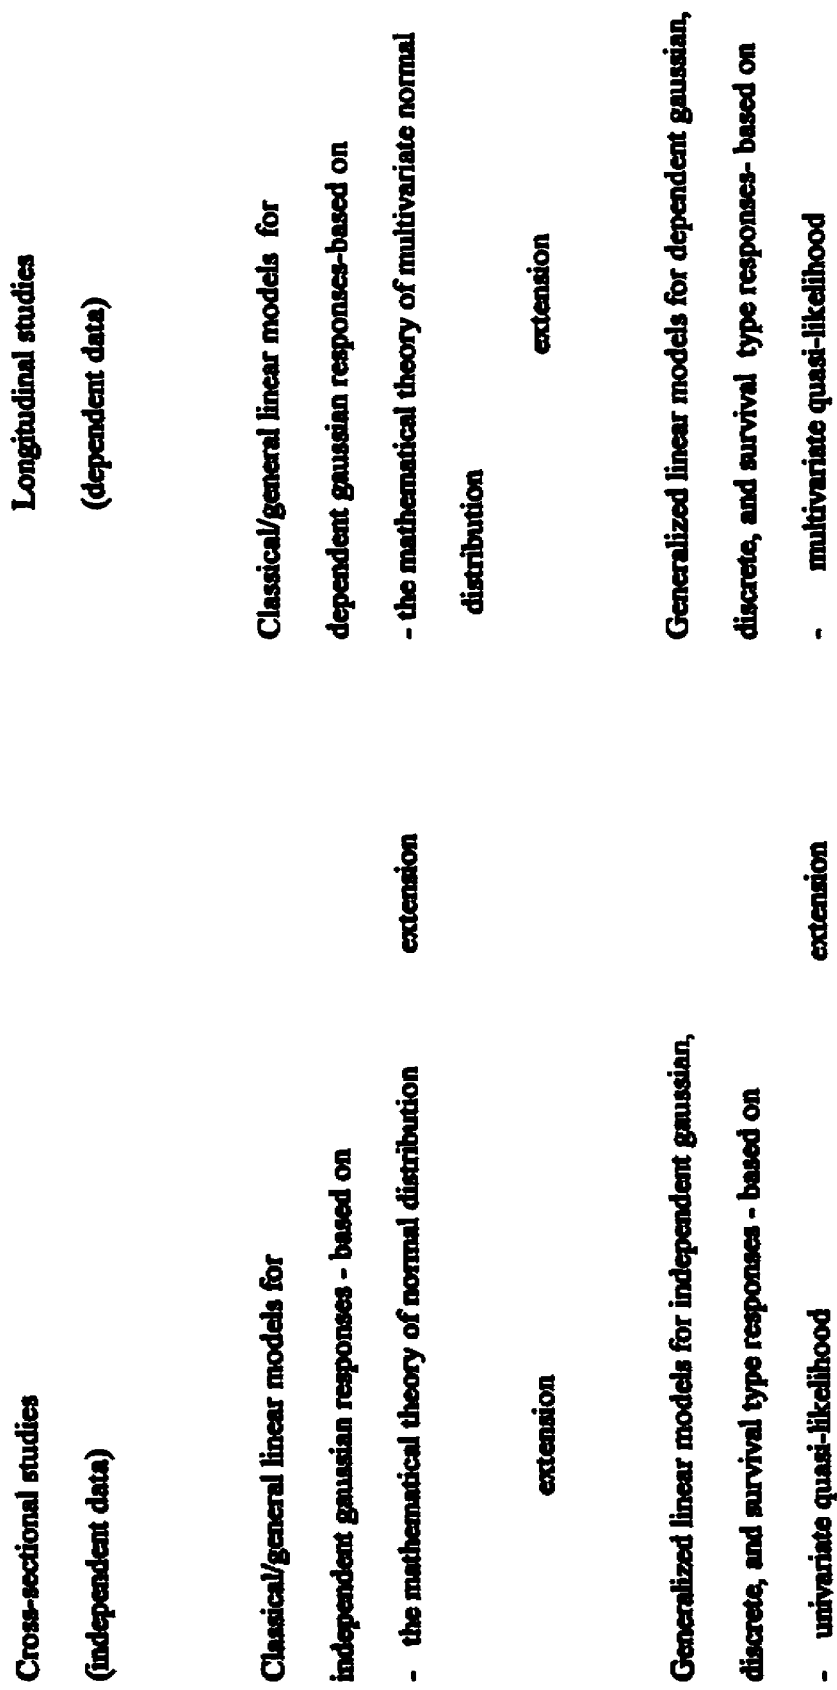 Cross-sectional studies
(independent data)
Longitudinal studies
(dependent data)
Classical/general linear models for
independent gaussian responses - based on
- the mathematical theory of normal distribution
extension
Classical/general linear models for
dependent gaussian responses-based on
- the mathematical theory of multivariate normal
distribution
extension
extension
Generalized linear models for independent gaussian,
discrete, and survival type responses - based on
- univariate quasi-likelihood
extension
Generalized linear models for dependent gaussian,
discrete, and survival type responses- based on
- multivariate quasi-likelihood